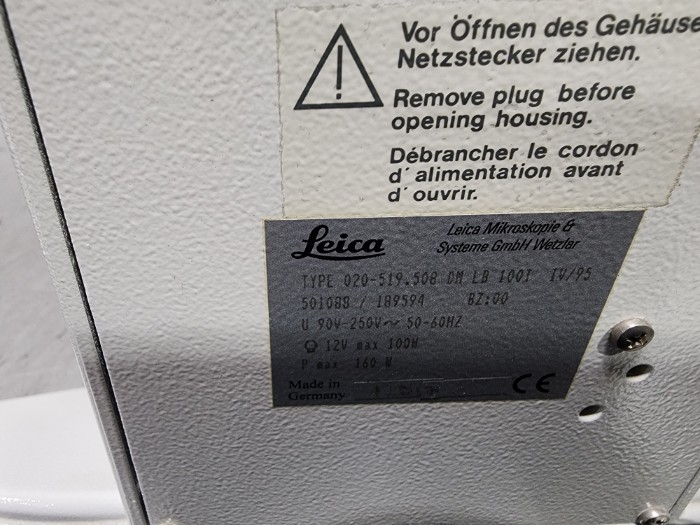 Vor Öffnen des Gehäuse
Netzstecker ziehen.
Remove plug before
opening housing.
Débrancher le cordon
d´alimentation avant
d´ouvrir.
Leica
Leica Mikroskopie &
Systeme GmbH Wetzlar
TYPE 020-519.508 DM LB 100T IV/95
501088 / 189594 BZ:00
U 90V-250V~ 50-60HZ
12V max 100W
P max 160 W
Made in
Germany
CE